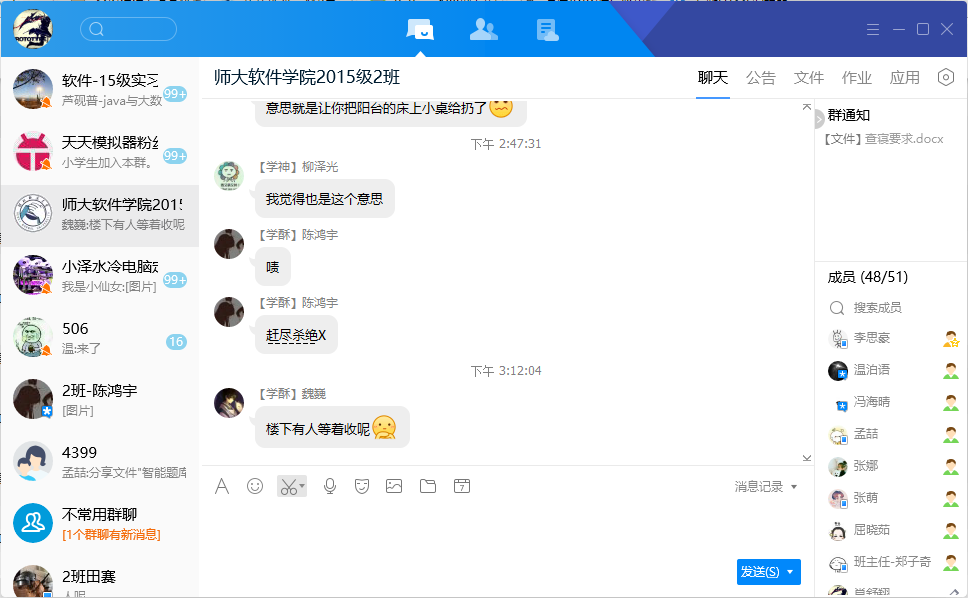 软件-15级实习
芦砚普-java与大数
99+
天天模拟器粉丝
小学生加入本群。
99+
师大软件学院2015
魏巍:楼下有人等着收呢
小泽水冷电脑定
我是小仙女:[图片]
99+
506
温:来了
16
2班-陈鸿宇
[图片]
4399
孟喆:分享文件"智能题库
不常用群聊
[1个群聊有新消息]
2班田赛
人呢
师大软件学院2015级2班
聊天 公告 文件 作业 应用
意思就是让你把阳台的床上小桌给扔了
下午 2:47:31
【学神】柳泽光
我觉得也是这个意思
【学酥】陈鸿宇
啧
【学酥】陈鸿宇
赶尽杀绝X
下午 3:12:04
【学酥】魏巍
楼下有人等着收呢
消息记录
发送(S)
群通知
【文件】查寝要求.docx
成员 (48/51)
搜索成员
李思豪
温泊语
冯海晴
孟喆
张娜
张萌
屈晓茹
班主任-郑子奇
肖舒翔